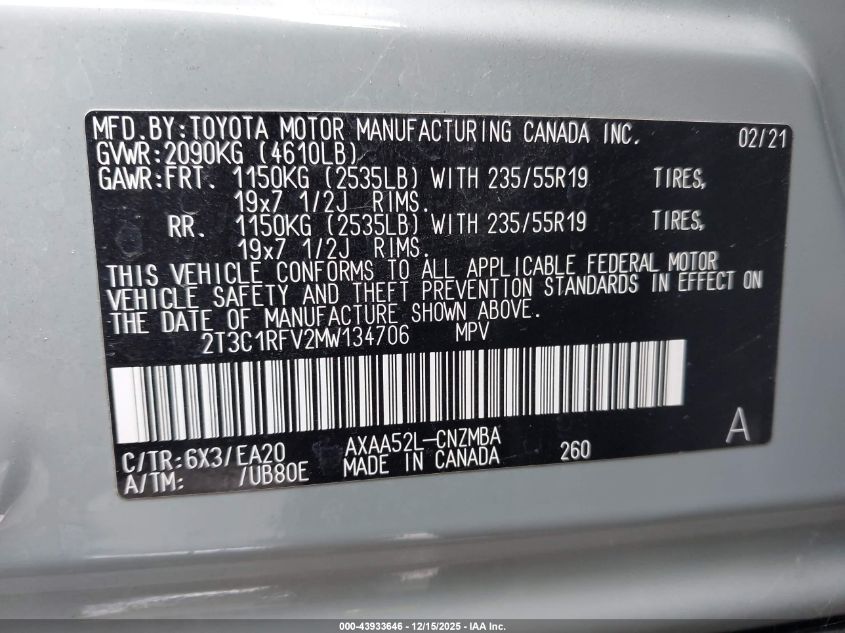 MFD.BY:TOYOTA MOTOR MANUFACTURING CANADA INC. 02/21
GVWR:2090KG (4610LB)
GAWR:FRT. 1150KG (2535LB) WITH 235/55R19 TIRES,
19x7 1/2J RIMS.
RR. 1150KG (2535LB) WITH 235/55R19 TIRES,
19x7 1/2J RIMS.
THIS VEHICLE CONFORMS TO ALL APPLICABLE FEDERAL MOTOR
VEHICLE SAFETY AND THEFT PREVENTION STANDARDS IN EFFECT ON
THE DATE OF MANUFACTURE SHOWN ABOVE.
2T3C1RFV2MW134706 MPV
A
C/TR:6X3/EA20 AXAA52L-CNZMBA 260
A/TM: /UB80E MADE IN CANADA
000-43933646 - 12/15/2025 - IAA Inc.